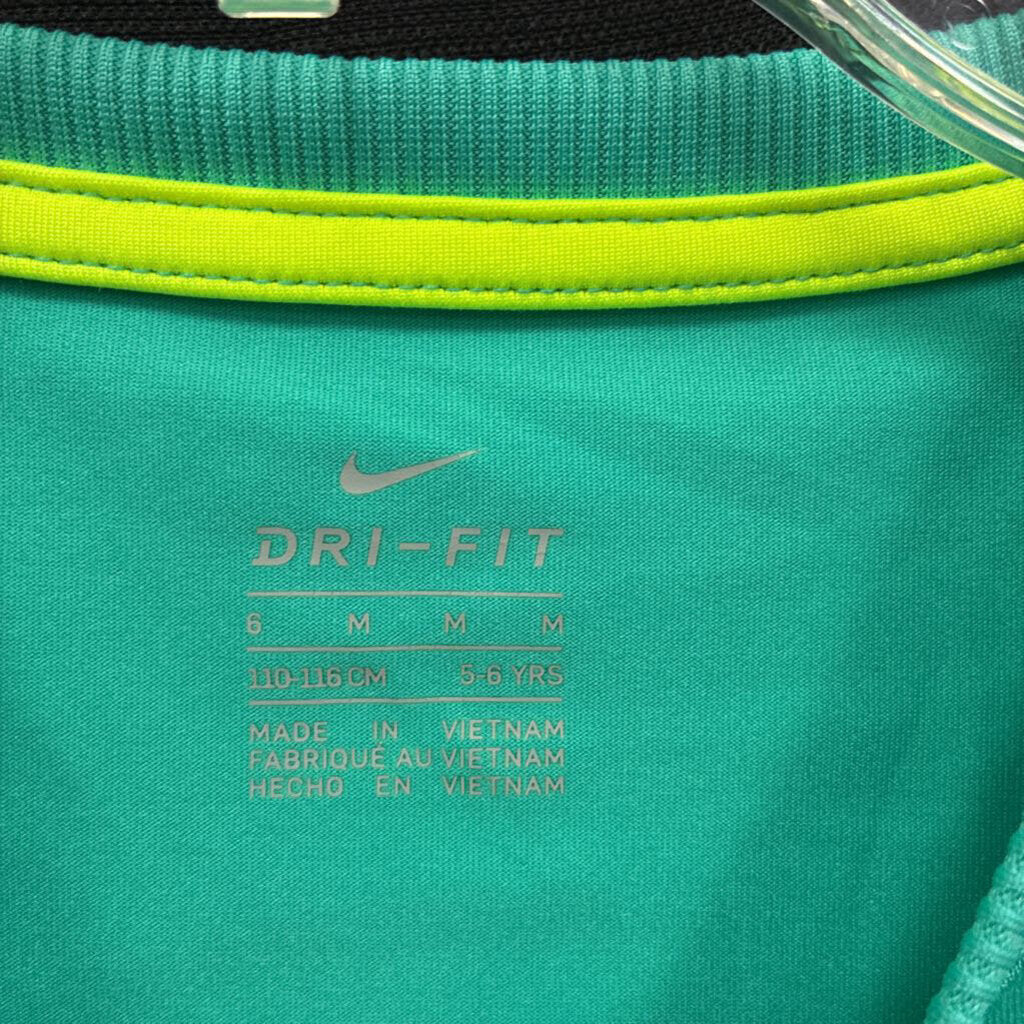 DRI-FIT
6 M M M
110-116 CM 5-6 YRS
MADE IN VIETNAM
FABRIQUÉ AU VIETNAM
HECHO EN VIETNAM